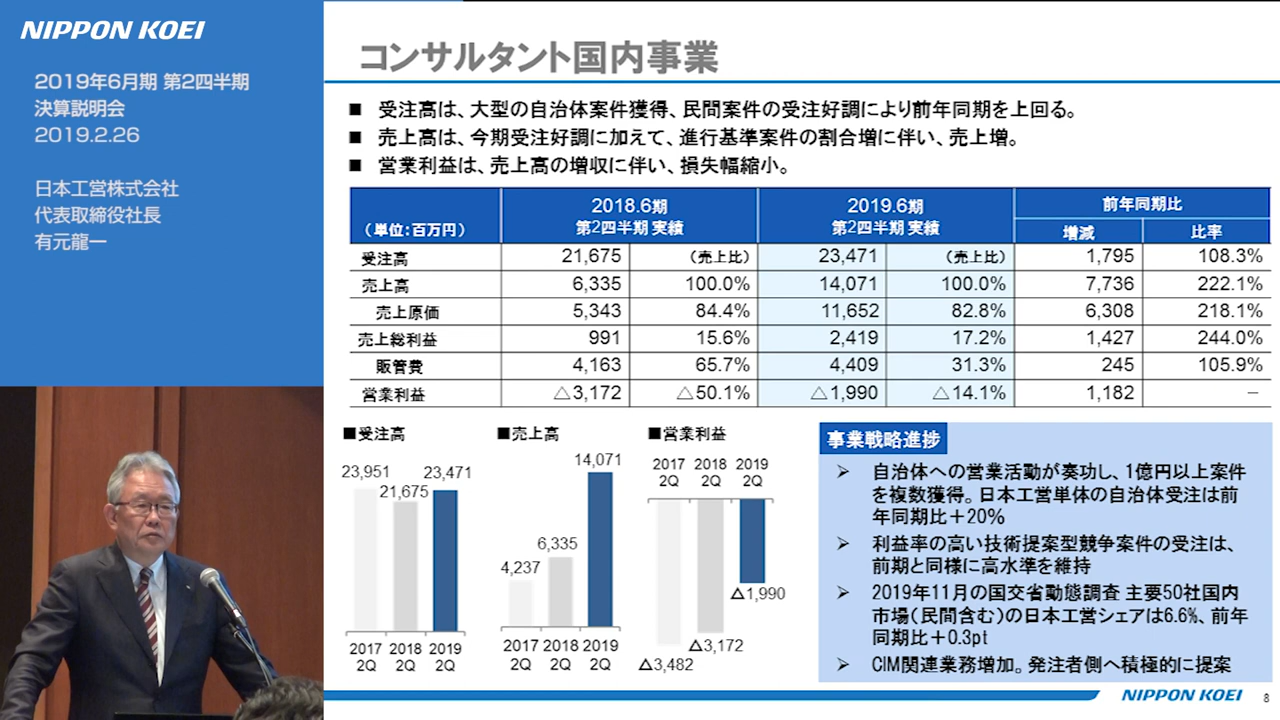 NIPPON KOEI
2019年6月期 第2四半期
決算説明会
2019.2.26
日本工営株式会社
代表取締役社長
有元龍一
コンサルタント国内事業
■ 受注高は、大型の自治体案件獲得、民間案件の受注好調により前年同期を上回る。
■ 売上高は、今期受注好調に加えて、進行基準案件の割合増に伴い、売上増。
■ 営業利益は、売上高の増収に伴い、損失幅縮小。
（単位：百万円） 2018.6期 第2四半期 実績 2019.6期 第2四半期 実績 前年同期比
増減 比率
受注高 21,675 （売上比） 23,471 （売上比） 1,795 108.3%
売上高 6,335 100.0% 14,071 100.0% 7,736 222.1%
売上原価 5,343 84.4% 11,652 82.8% 6,308 218.1%
売上総利益 991 15.6% 2,419 17.2% 1,427 244.0%
販管費 4,163 65.7% 4,409 31.3% 245 105.9%
営業利益 △3,172 △50.1% △1,990 △14.1% 1,182 －
■受注高
23,951 21,675 23,471
2017 2018 2019
2Q 2Q 2Q
■売上高
4,237 6,335 14,071
2017 2018 2019
2Q 2Q 2Q
■営業利益
2017 2018 2019
2Q 2Q 2Q
△3,482 △3,172 △1,990
事業戦略進捗
➢ 自治体への営業活動が奏功し、1億円以上案件
を複数獲得。日本工営単体の自治体受注は前
年同期比＋20%
➢ 利益率の高い技術提案型競争案件の受注は、
前期と同様に高水準を維持
➢ 2019年11月の国交省動態調査 主要50社国内
市場（民間含む）の日本工営シェアは6.6%、前年
同期比＋0.3pt
➢ CIM関連業務増加。発注者側へ積極的に提案
NIPPON KOEI
8